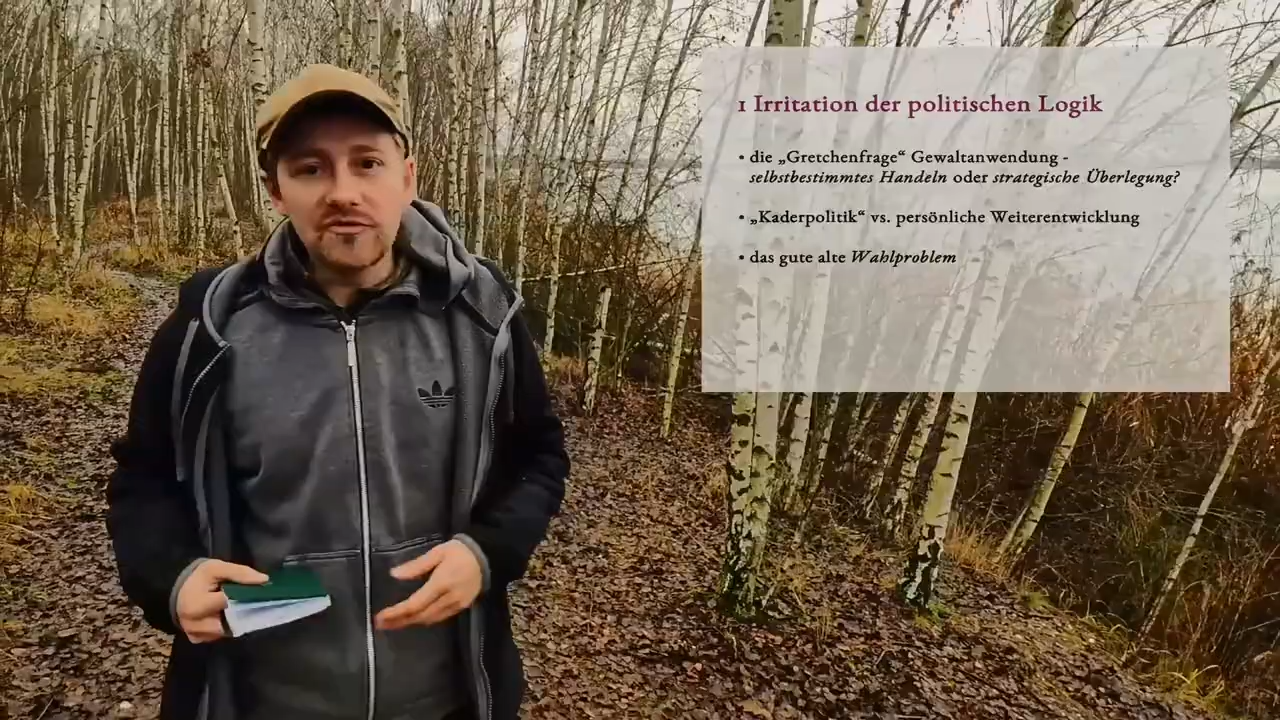 1 Irritation der politischen Logik
• die „Gretchenfrage“ Gewaltanwendung -
selbstbestimmtes Handeln oder strategische Überlegung?
• „Kaderpolitik“ vs. persönliche Weiterentwicklung
• das gute alte Wahlproblem